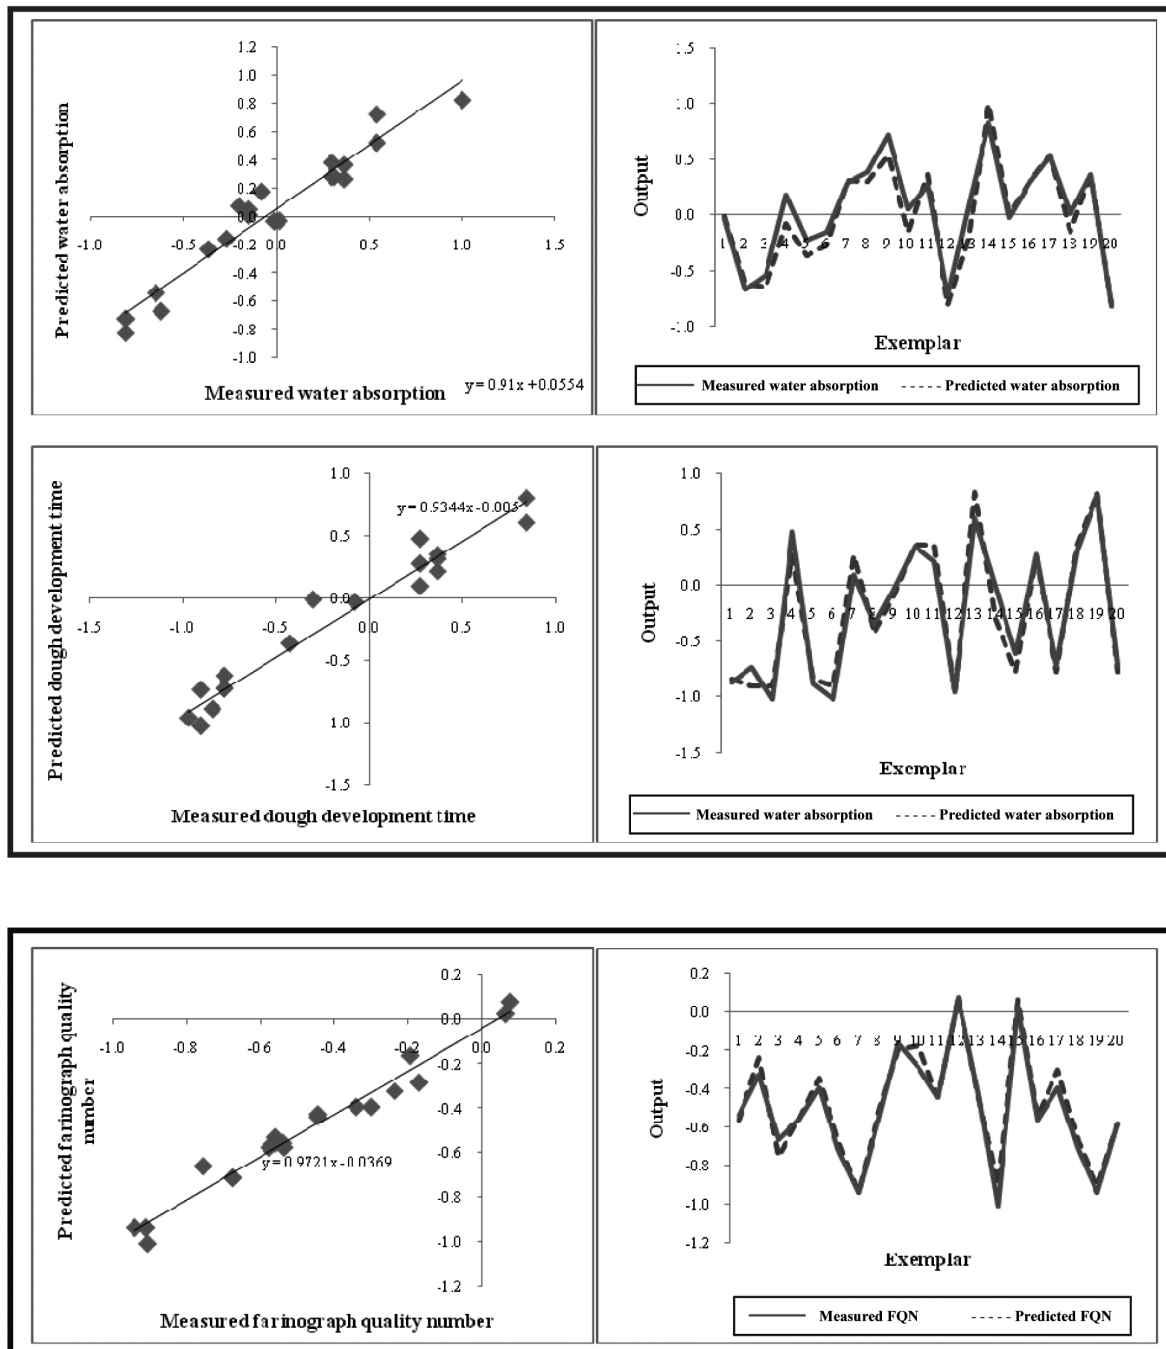 1.2
1.0
0.8
0.6
0.4
0.2
0.0
-1.0 -0.5 -0.2 0.0 0.5 1.0 1.5
-0.4
-0.6
-0.8
-1.0
Predicted water absorption
Measured water absorption
y = 0.91x + 0.0554
1.0
0.5
0.0
-0.5
Output
1 2 3 4 5 6 7 8 9 10 11 12 13 14 15 16 17 13 19 20
Exemplar
Measured water absorption
Predicted water absorption
1.0
0.5
0.0
-1.5 -1.0 -0.5 0.0 0.5 1.0
-0.5
1.0
-1.5
y = 0.9344x - 0.005
Predicted dough development time
Measured dough development time
1.0
0.5
0.0
-0.5
-1.0
-1.5
Output
1 2 3 4 5 6 7 8 9 10 11 12 13 14 15 16 17 18 19 20
Exemplar
Measured water absorption
Predicted water absorption
0.2
0.0
-1.0 -0.8 -0.6 -0.4 -0.2 0.0 0.2
-0.2
-0.4
-0.6
-0.8
-1.0
-1.2
y = 0.9721x - 0.0369
Predicted farinograph quality
number
Measured farinograph quality number
0.2
0.0
-0.2
-0.4
-0.6
-0.8
-1.0
-1.2
Output
1 2 3 4 5 6 7 8 9 10 11 12 13 14 15 16 17 18 19 20
Exemplar
Measured FQN
Predicted FQN